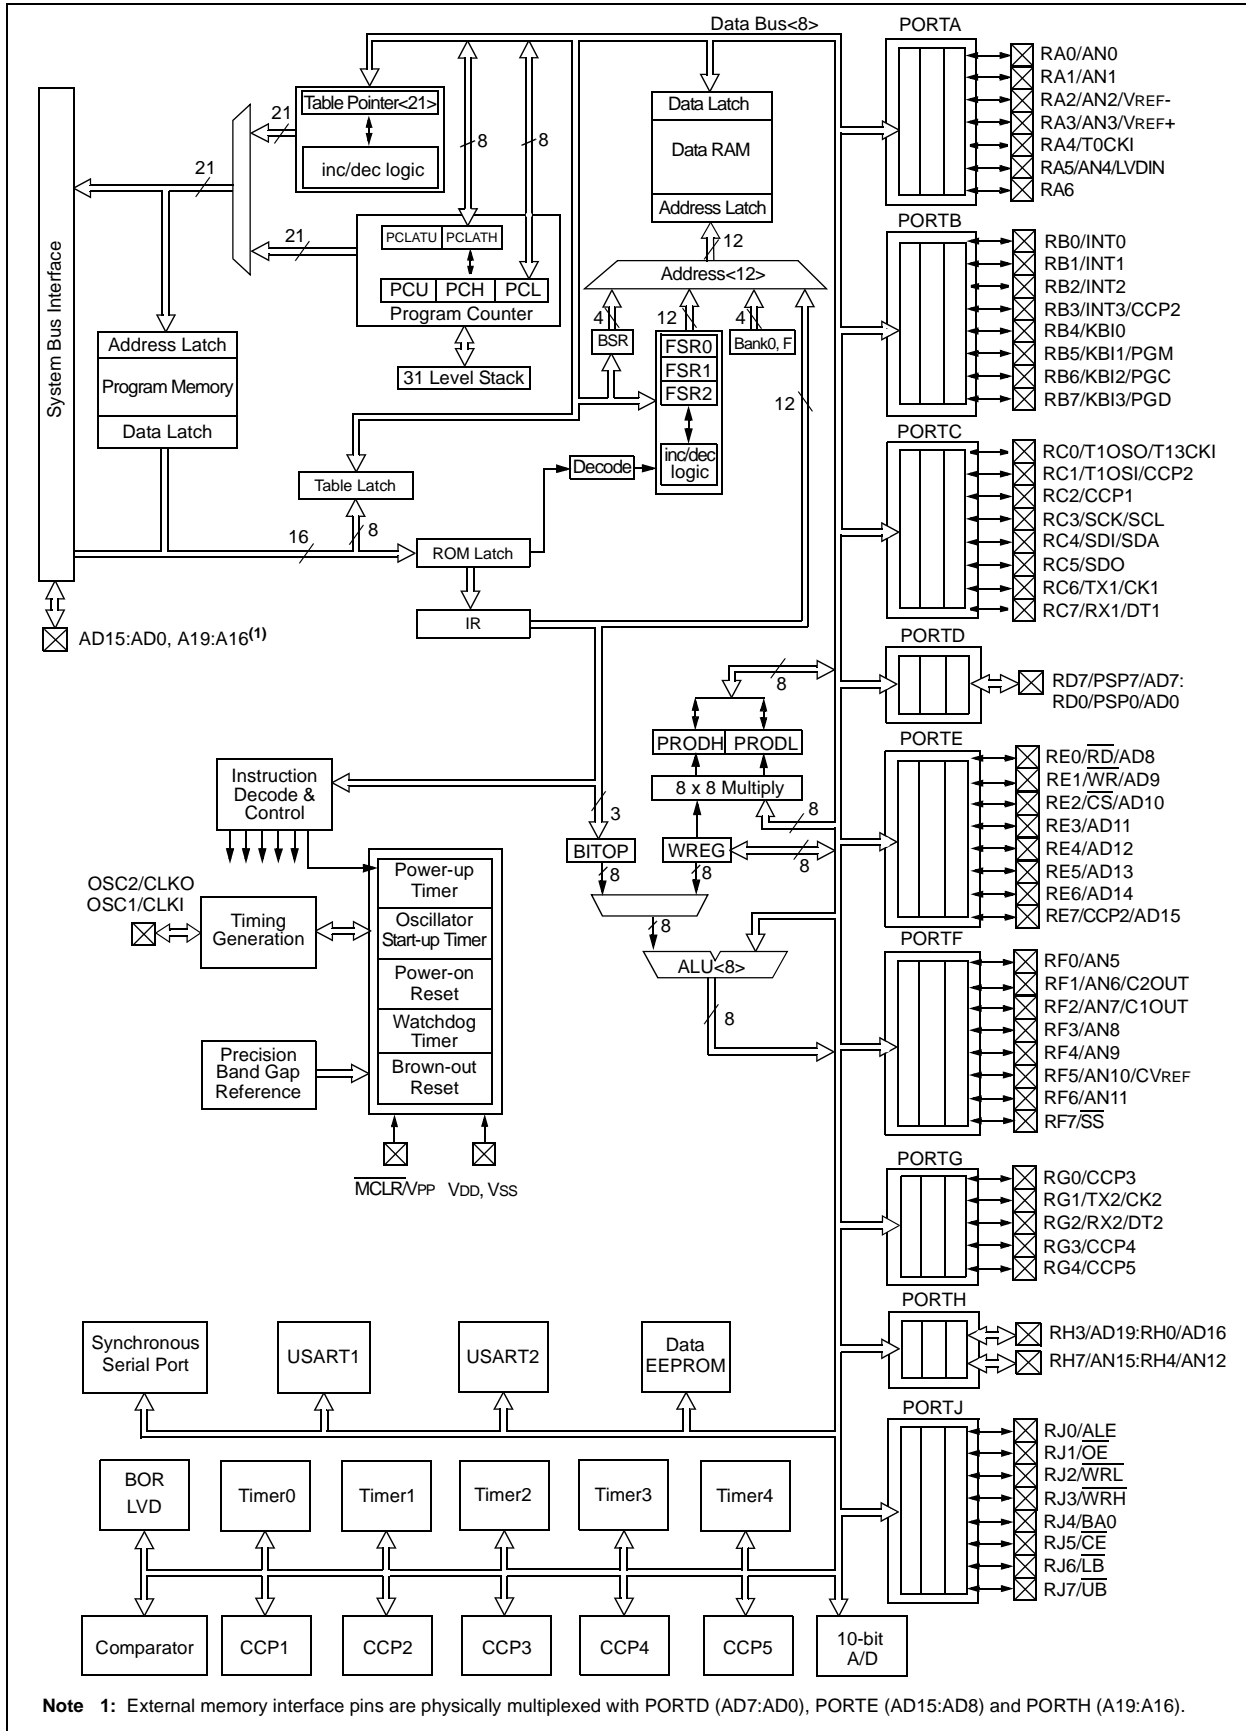 Data Bus<8>
PORTA
RA0/AN0
RA1/AN1
RA2/AN2/VREF-
RA3/AN3/VREF+
RA4/T0CKI
RA5/AN4/LVDIN
RA6
Table Pointer<21>
inc/dec logic
21
8
8
Data Latch
Data RAM
Address Latch
21
21
PCLATU
PCLATH
PCU
PCH
PCL
Program Counter
12
Address<12>
4
12
4
BSR
FSR0
FSR1
FSR2
Bank0, F
12
inc/dec
logic
31 Level Stack
System Bus Interface
Address Latch
Program Memory
Data Latch
PORTB
RB0/INT0
RB1/INT1
RB2/INT2
RB3/INT3/CCP2
RB4/KBI0
RB5/KBI1/PGM
RB6/KBI2/PGC
RB7/KBI3/PGD
Table Latch
Decode
16
8
ROM Latch
IR
AD15:AD0, A19:A16(1)
PORTC
RC0/T1OSO/T13CKI
RC1/T1OSI/CCP2
RC2/CCP1
RC3/SCK/SCL
RC4/SDI/SDA
RC5/SDO
RC6/TX1/CK1
RC7/RX1/DT1
PORTD
RD7/PSP7/AD7:
RD0/PSP0/AD0
8
PRODH
PRODL
8 x 8 Multiply
Instruction
Decode &
Control
3
8
BITOP
WREG
8
8
8
8
ALU<8>
8
PORTE
RE0/RD/AD8
RE1/WR/AD9
RE2/CS/AD10
RE3/AD11
RE4/AD12
RE5/AD13
RE6/AD14
RE7/CCP2/AD15
OSC2/CLKO
OSC1/CLKI
Timing
Generation
Power-up
Timer
Oscillator
Start-up Timer
Power-on
Reset
Watchdog
Timer
Brown-out
Reset
Precision
Band Gap
Reference
MCLR/VPP
VDD, VSS
PORTF
RF0/AN5
RF1/AN6/C2OUT
RF2/AN7/C1OUT
RF3/AN8
RF4/AN9
RF5/AN10/CVREF
RF6/AN11
RF7/SS
PORTG
RG0/CCP3
RG1/TX2/CK2
RG2/RX2/DT2
RG3/CCP4
RG4/CCP5
PORTH
RH3/AD19:RH0/AD16
RH7/AN15:RH4/AN12
Synchronous
Serial Port
USART1
USART2
Data
EEPROM
PORTJ
RJ0/ALE
RJ1/OE
RJ2/WRL
RJ3/WRH
RJ4/BA0
RJ5/CE
RJ6/LB
RJ7/UB
BOR
LVD
Timer0
Timer1
Timer2
Timer3
Timer4
Comparator
CCP1
CCP2
CCP3
CCP4
CCP5
10-bit
A/D
Note 1: External memory interface pins are physically multiplexed with PORTD (AD7:AD0), PORTE (AD15:AD8) and PORTH (A19:A16).